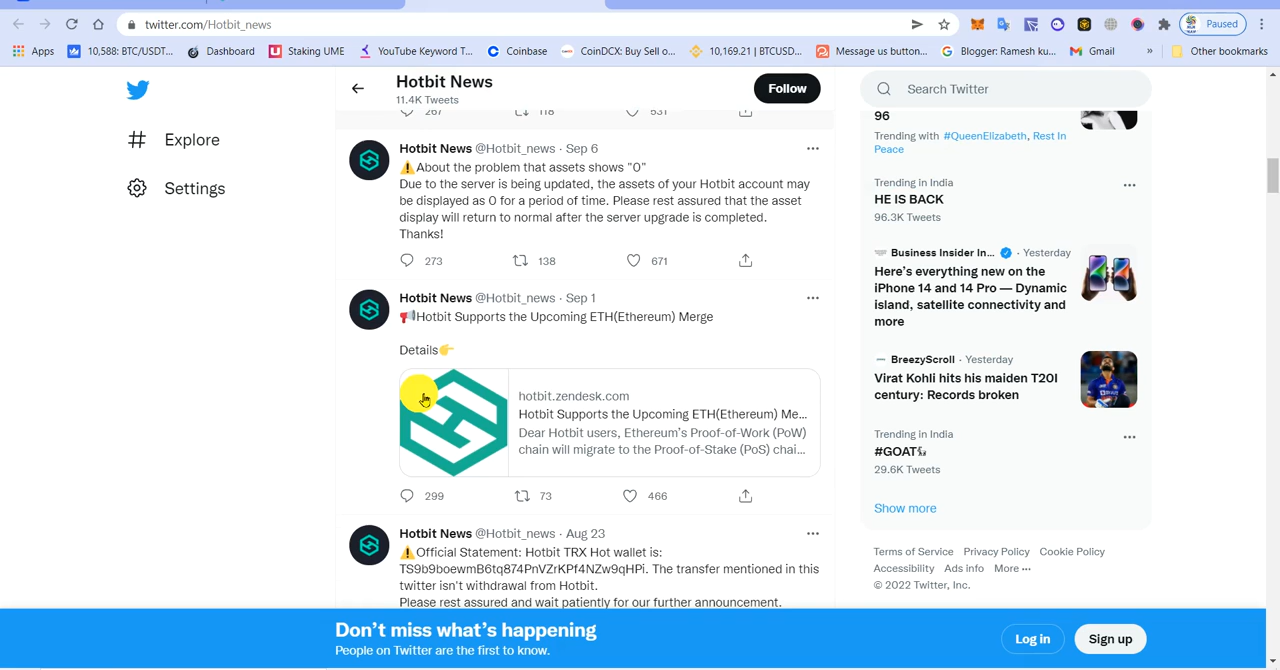 twitter.com/Hotbit_news
Paused
Apps
10,588: BTC/USDT...
Dashboard
Staking UME
YouTube Keyword T...
Coinbase
CoinDCX: Buy Sell o...
10,169.21 | BTCUSD...
Message us button...
Blogger: Ramesh ku...
Gmail
»
Other bookmarks
Explore
Settings
Hotbit News
11.4K Tweets
Follow
267 118 531
Hotbit News @Hotbit_news · Sep 6
⚠️About the problem that assets shows "0"
Due to the server is being updated, the assets of your Hotbit account may
be displayed as 0 for a period of time. Please rest assured that the asset
display will return to normal after the server upgrade is completed.
Thanks!
273 138 671
Hotbit News @Hotbit_news · Sep 1
📢Hotbit Supports the Upcoming ETH(Ethereum) Merge
Details👉
hotbit.zendesk.com
Hotbit Supports the Upcoming ETH(Ethereum) Me...
Dear Hotbit users, Ethereum's Proof-of-Work (PoW)
chain will migrate to the Proof-of-Stake (PoS) chai...
299 73 466
Hotbit News @Hotbit_news · Aug 23
⚠️Official Statement: Hotbit TRX Hot wallet is:
TS9b9boewmB6tq874PnVZrKPf4NZw9qHPi. The transfer mentioned in this
twitter isn't withdrawal from Hotbit.
Please rest assured and wait patiently for our further announcement.
Search Twitter
96
Trending with #QueenElizabeth, Rest In
Peace
Trending in India
HE IS BACK
96.3K Tweets
Business Insider In... · Yesterday
Here's everything new on the
iPhone 14 and 14 Pro — Dynamic
island, satellite connectivity and
more
BreezyScroll · Yesterday
Virat Kohli hits his maiden T20I
century: Records broken
Trending in India
#GOAT🐐
29.6K Tweets
Show more
Terms of Service Privacy Policy Cookie Policy
Accessibility Ads info More ···
© 2022 Twitter, Inc.
Don't miss what's happening
People on Twitter are the first to know.
Log in
Sign up